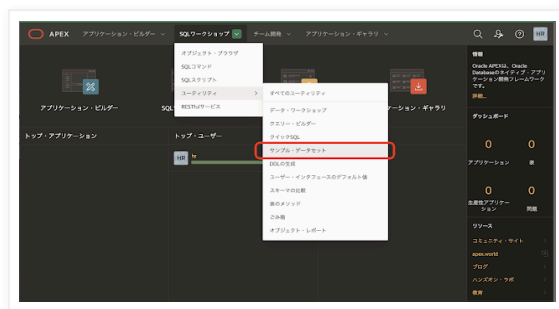 APEX
アプリケーション・ビルダー
SQLワークショップ
チーム開発
アプリケーション・ギャラリ
HR
オブジェクト・ブラウザ
SQLコマンド
SQLスクリプト
ユーティリティ
RESTfulサービス
すべてのユーティリティ
データ・ワークショップ
クエリー・ビルダー
クイックSQL
サンプル・データセット
DDLの生成
ユーザー・インタフェースのデフォルト値
スキーマの比較
表のメソッド
ごみ箱
オブジェクト・レポート
アプリケーション・ビルダー
SQL
ーション・ギャラリ
トップ・アプリケーション
トップ・ユーザー
HR
hr
情報
Oracle APEXは、Oracle
Databaseのネイティブ・アプリ
ケーション開発フレームワーク
です。
詳細...
ダッシュボード
0
0
アプリケーション
表
0
0
生産性アプリケー
ション
問題
リソース
コミュニティ・サイト
apex.world
ブログ
ハンズオン・ラボ
教育